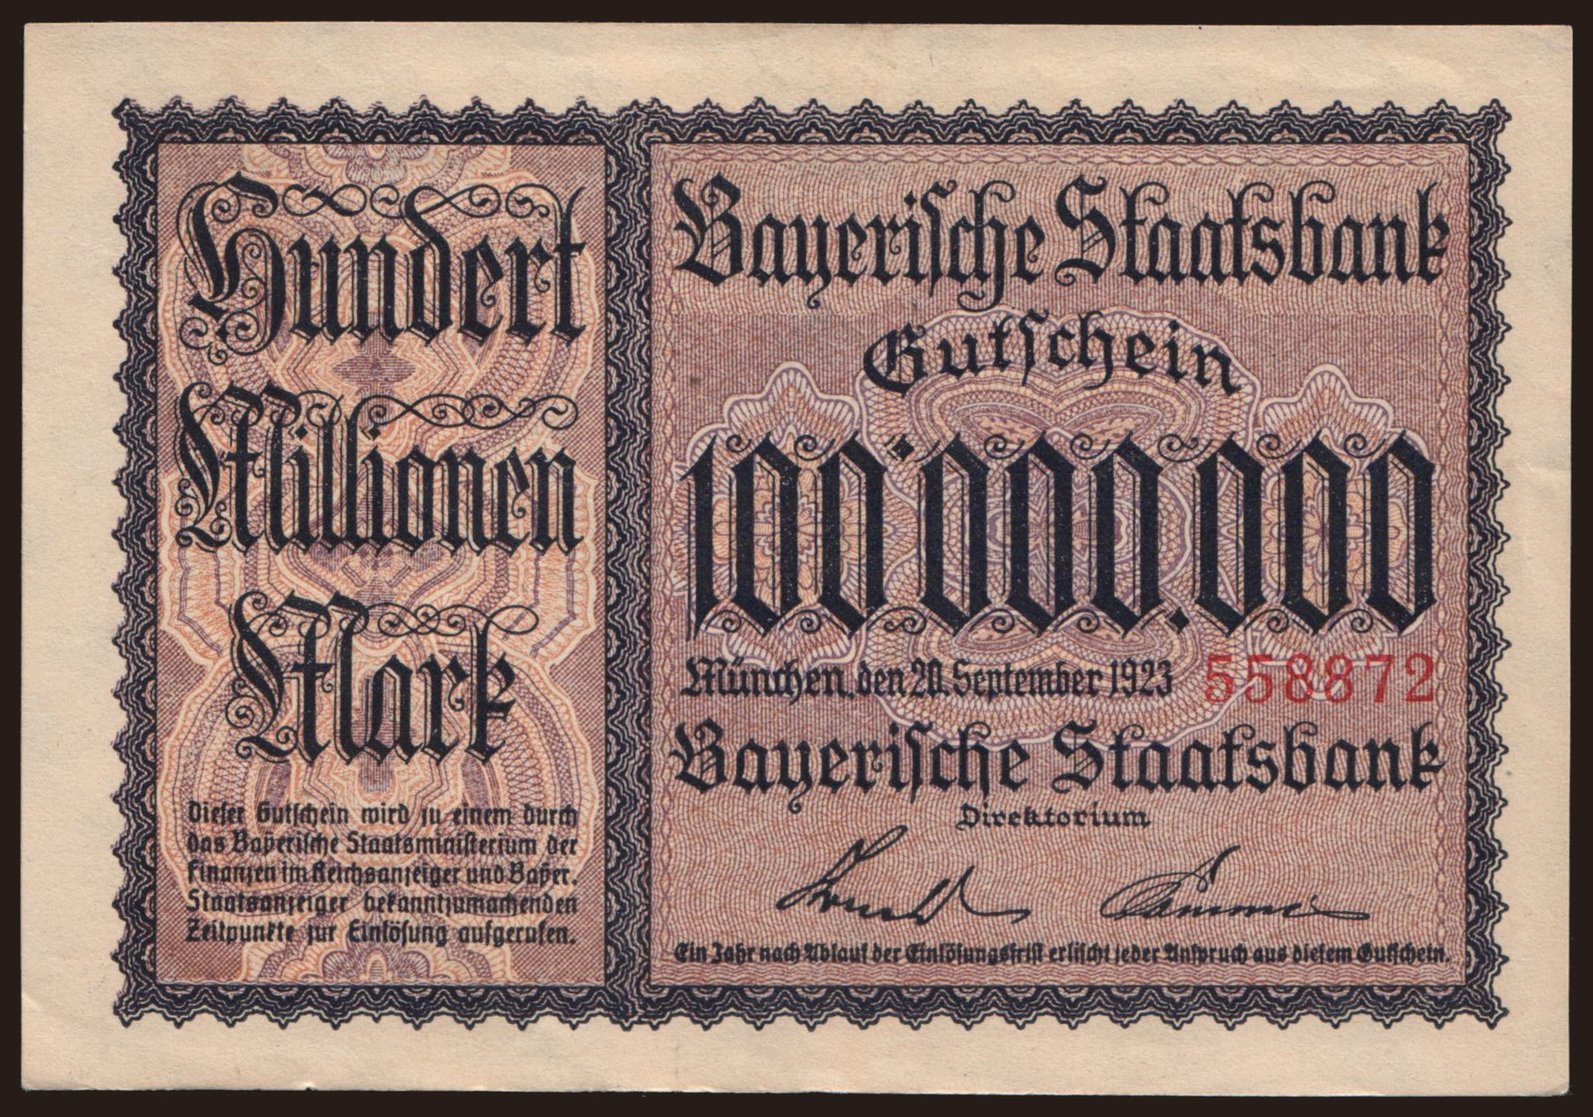 Hundert
Millionen
Mark
Dieser Gutschein wird zu einem durch
das Bayerische Staatsministerium der
Finanzen im Reichsanzeiger und Bayer.
Staatsanzeiger bekanntzumachenden
Zeitpunkte zur Einlösung aufgerufen.
Bayerische Staatsbank
Gutschein
100.000.000
München, den 20. September 1923 558872
Bayerische Staatsbank
Direktorium
Ein Jahr nach Ablauf der Einlösungsfrist erlischt jeder Anspruch aus diesem Gutschein.